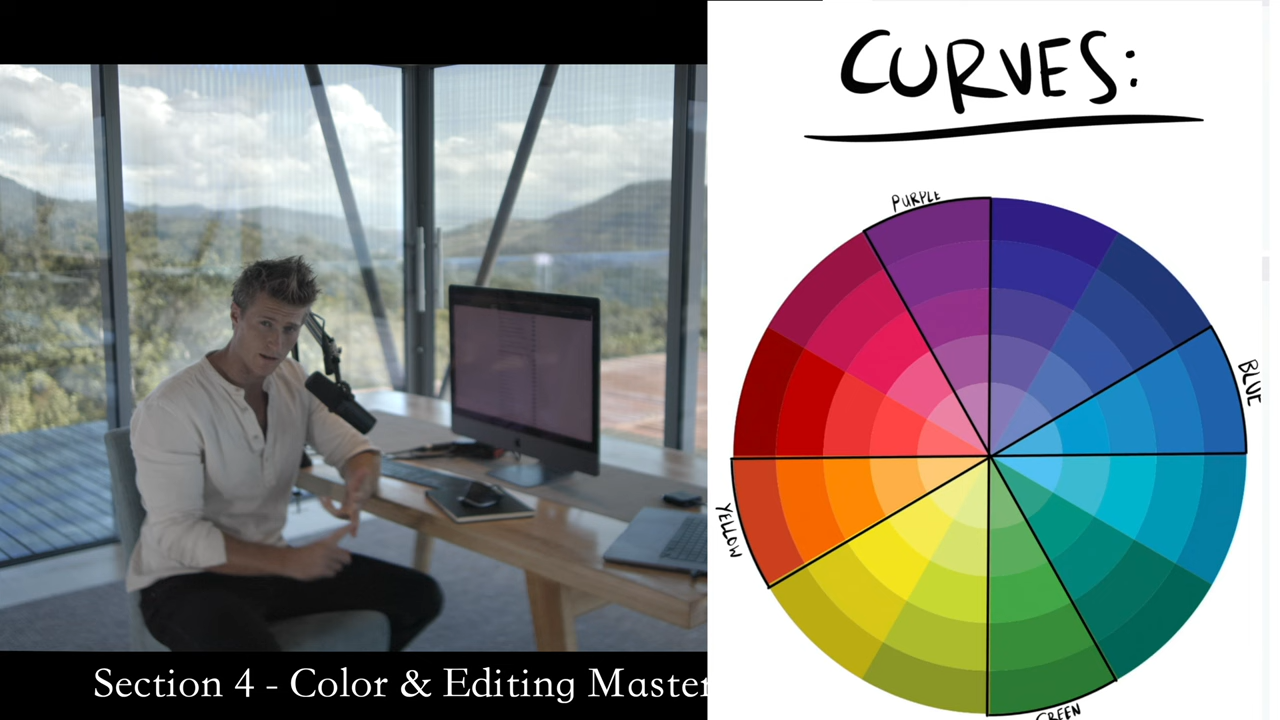 CURVES:
PURPLE
BLUE
YELLOW
GREEN
Section 4 - Color & Editing Master